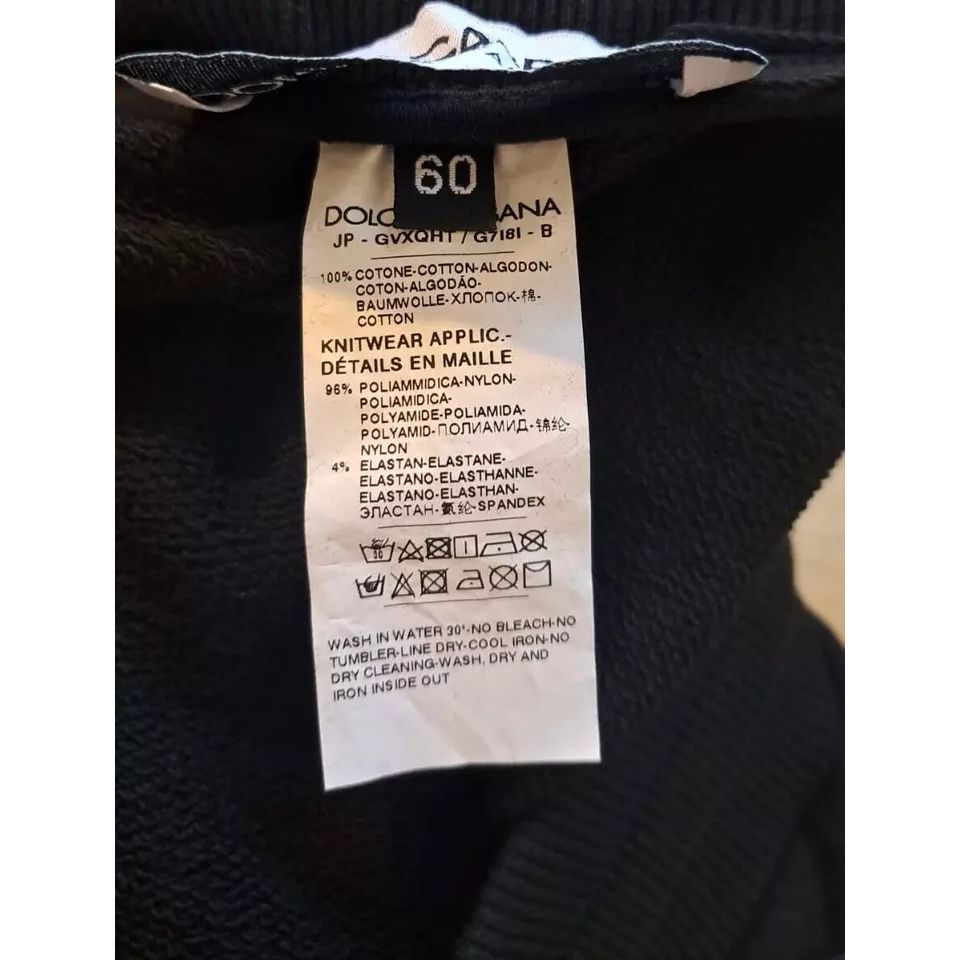 60
JP - GVXQHT / G7I8I - B
100% COTONE-COTTON-ALGODON-
COTON-ALGODÃO-
BAUMWOLLE-ХЛОПОК-棉-
COTTON
KNITWEAR APPLIC.-
DÉTAILS EN MAILLE
96% POLIAMMIDICA-NYLON-
POLIAMIDICA-
POLYAMIDE-POLIAMIDA-
POLYAMID-ПОЛИАМИД-锦纶-
NYLON
4% ELASTAN-ELASTANE-
ELASTANO-ELASTHANNE-
ELASTANO-ELASTHAN-
ЭЛАСТАН-氨纶-SPANDEX
30
WASH IN WATER 30°-NO BLEACH-NO
TUMBLER-LINE DRY-COOL IRON-NO
DRY CLEANING-WASH, DRY AND
IRON INSIDE OUT